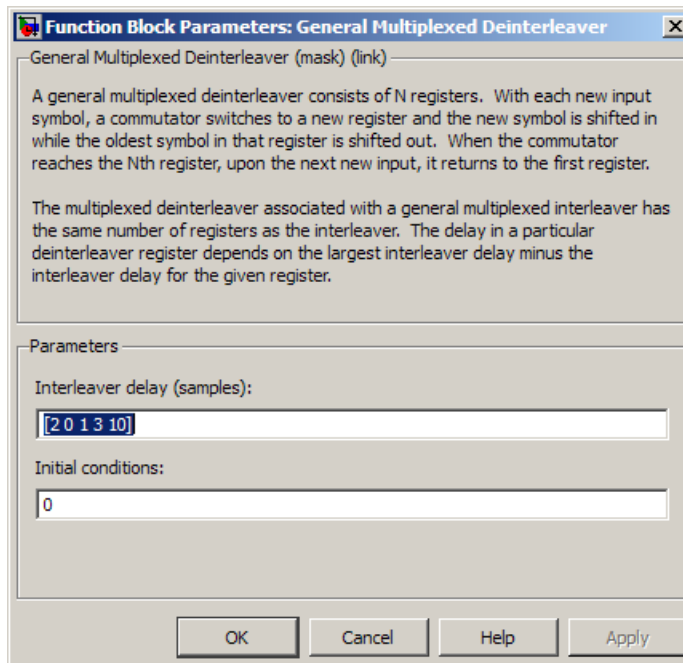 Function Block Parameters: General Multiplexed Deinterleaver
General Multiplexed Deinterleaver (mask) (link)
A general multiplexed deinterleaver consists of N registers.  With each new input
symbol, a commutator switches to a new register and the new symbol is shifted in
while the oldest symbol in that register is shifted out.  When the commutator
reaches the Nth register, upon the next new input, it returns to the first register.
The multiplexed deinterleaver associated with a general multiplexed interleaver has
the same number of registers as the interleaver.  The delay in a particular
deinterleaver register depends on the largest interleaver delay minus the
interleaver delay for the given register.
Parameters
Interleaver delay (samples):
[2 0 1 3 10]
Initial conditions:
0
OK Cancel Help Apply